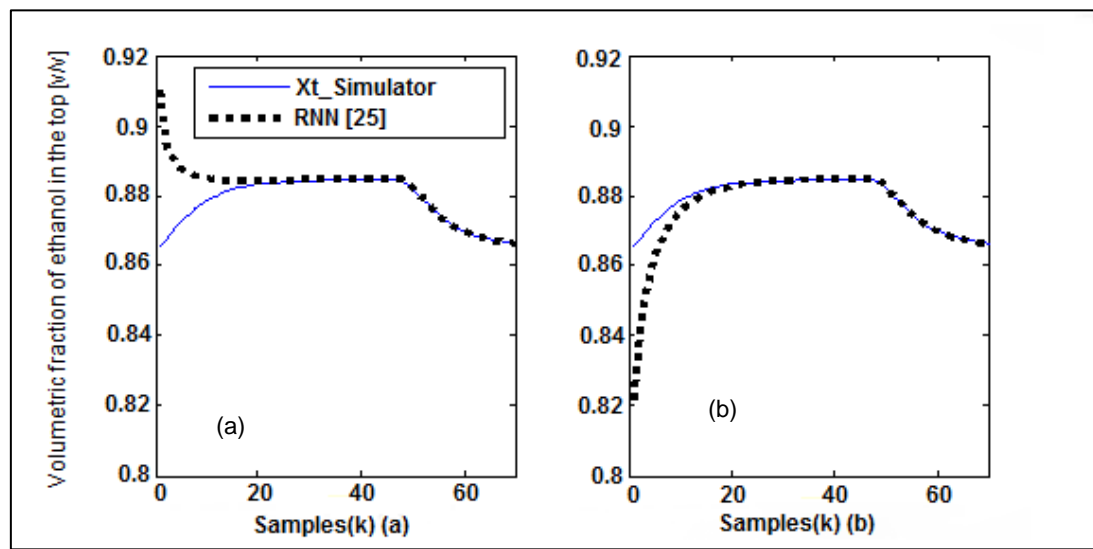 Volumetric fraction of ethanol in the top [v/v]
0.92
0.9
0.88
0.86
0.84
0.82
0.8
Xt_Simulator
RNN [25]
(a)
0 20 40 60
Samples(k) (a)
0.92
0.9
0.88
0.86
0.84
0.82
0.8
(b)
0 20 40 60
Samples(k) (b)